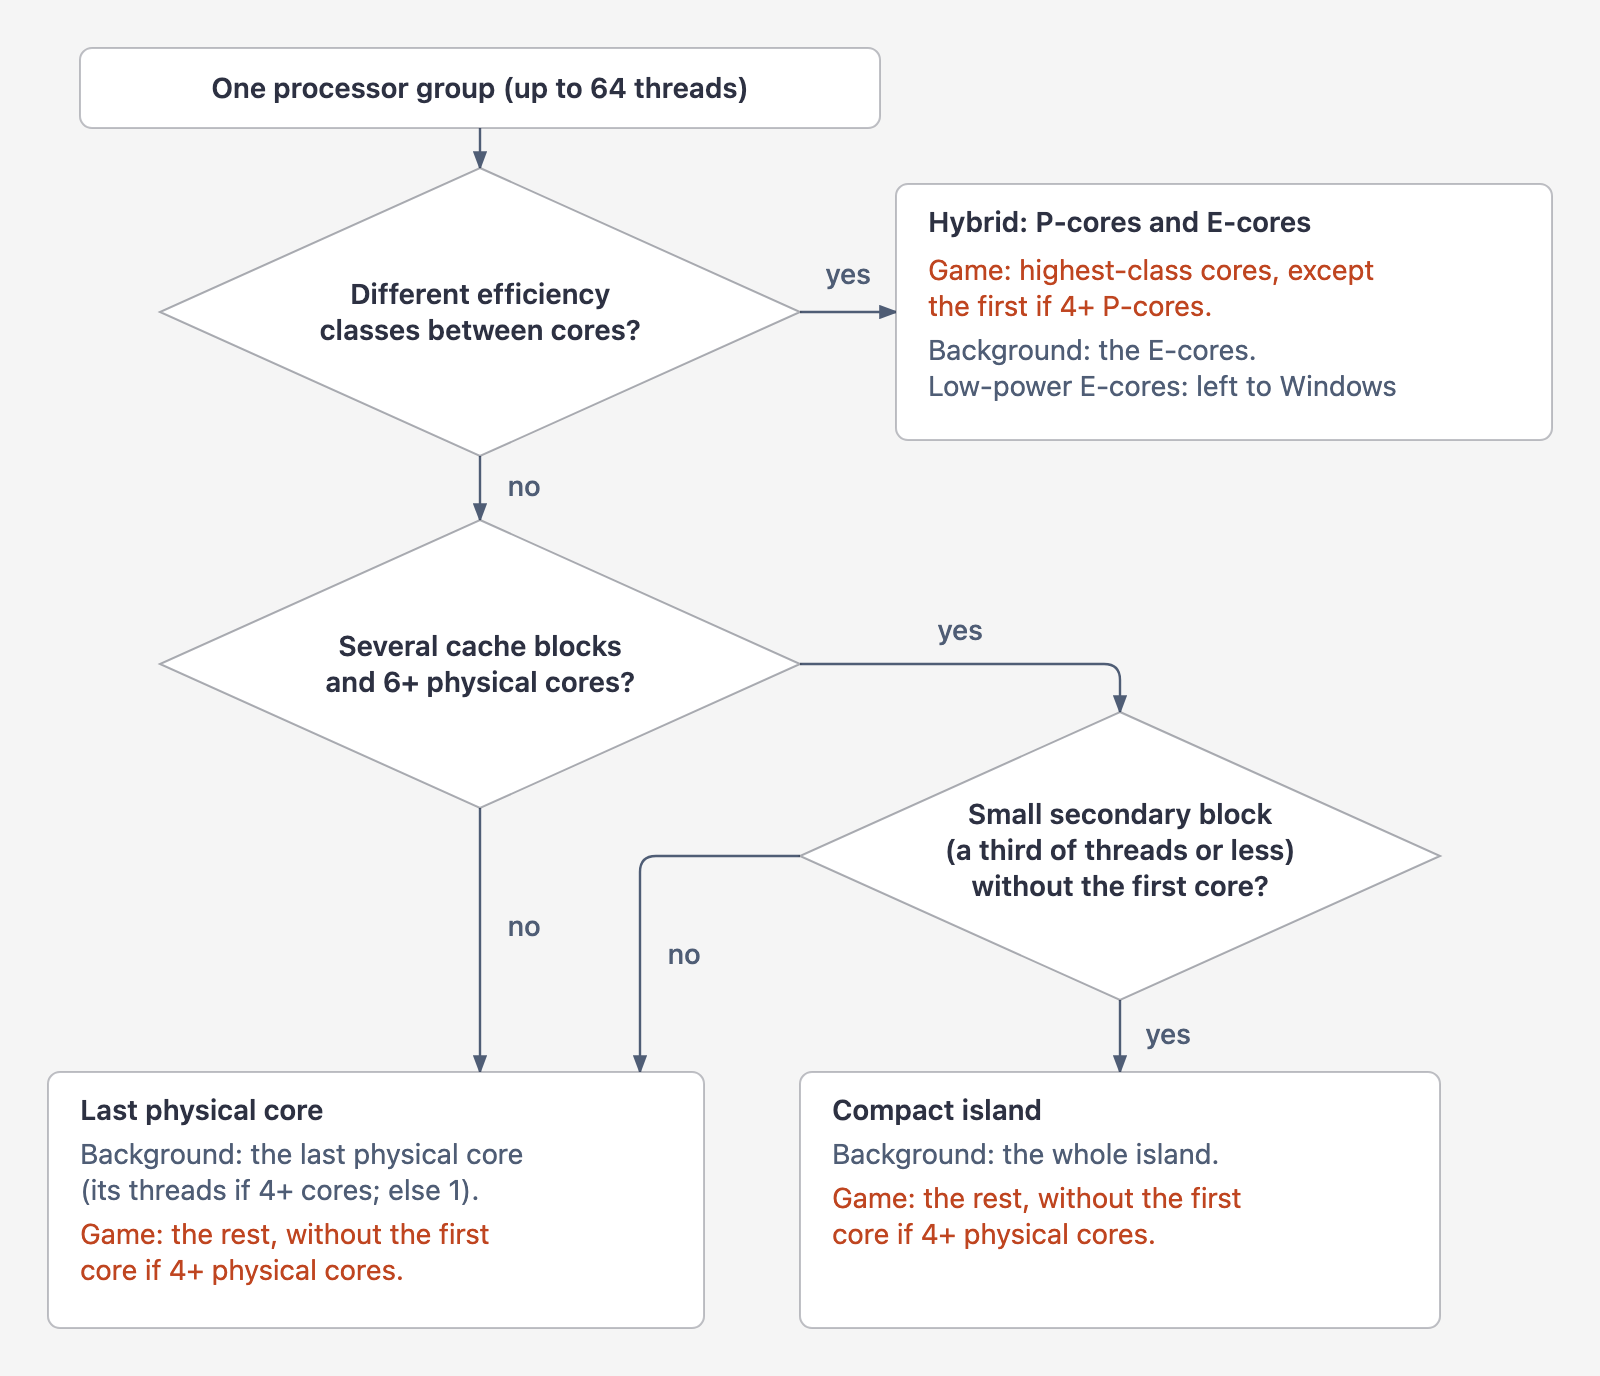 One processor group (up to 64 threads)
Different efficiency
classes between cores?
yes
Hybrid: P-cores and E-cores
Game: highest-class cores, except
the first if 4+ P-cores.
Background: the E-cores.
Low-power E-cores: left to Windows
no
Several cache blocks
and 6+ physical cores?
yes
Small secondary block
(a third of threads or less)
without the first core?
no
no
yes
Last physical core
Background: the last physical core
(its threads if 4+ cores; else 1).
Game: the rest, without the first
core if 4+ physical cores.
Compact island
Background: the whole island.
Game: the rest, without the first
core if 4+ physical cores.